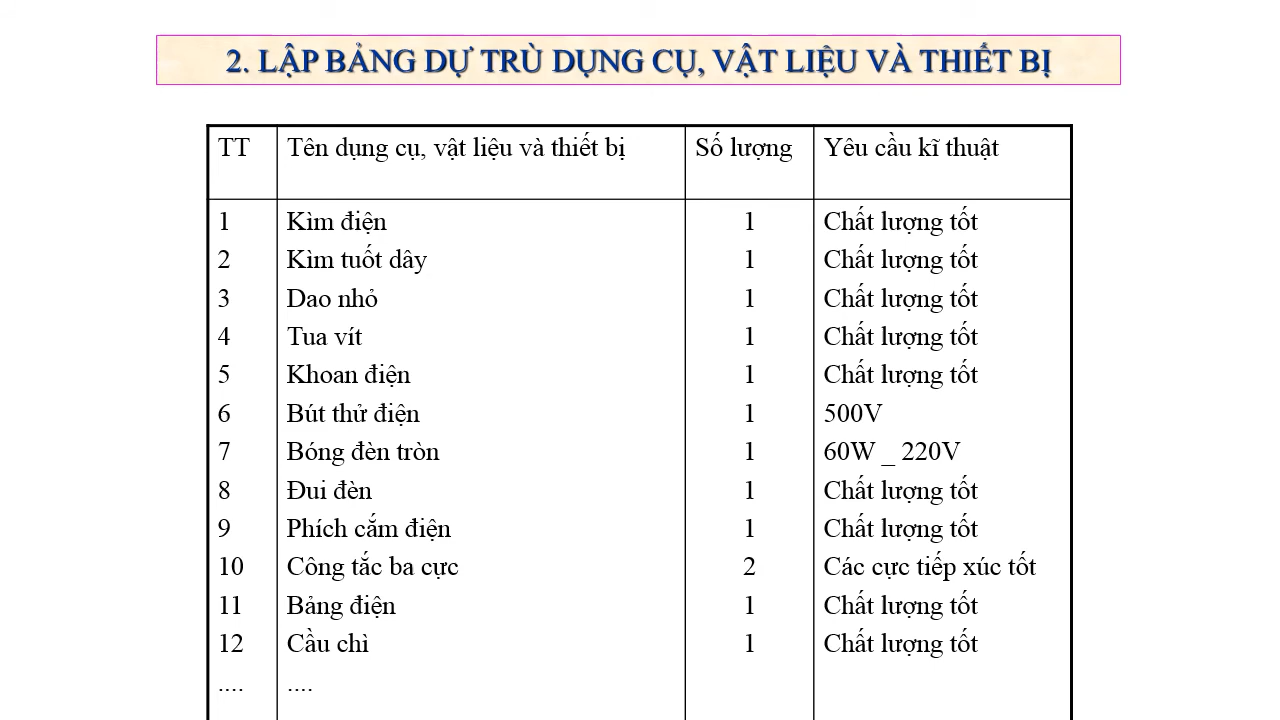 2. LẬP BẢNG DỰ TRÙ DỤNG CỤ, VẬT LIỆU VÀ THIẾT BỊ
TT Tên dụng cụ, vật liệu và thiết bị Số lượng Yêu cầu kĩ thuật
1 Kìm điện 1 Chất lượng tốt
2 Kìm tuốt dây 1 Chất lượng tốt
3 Dao nhỏ 1 Chất lượng tốt
4 Tua vít 1 Chất lượng tốt
5 Khoan điện 1 Chất lượng tốt
6 Bút thử điện 1 500V
7 Bóng đèn tròn 1 60W _ 220V
8 Đui đèn 1 Chất lượng tốt
9 Phích cắm điện 1 Chất lượng tốt
10 Công tắc ba cực 2 Các cực tiếp xúc tốt
11 Bảng điện 1 Chất lượng tốt
12 Cầu chì 1 Chất lượng tốt
.... ....